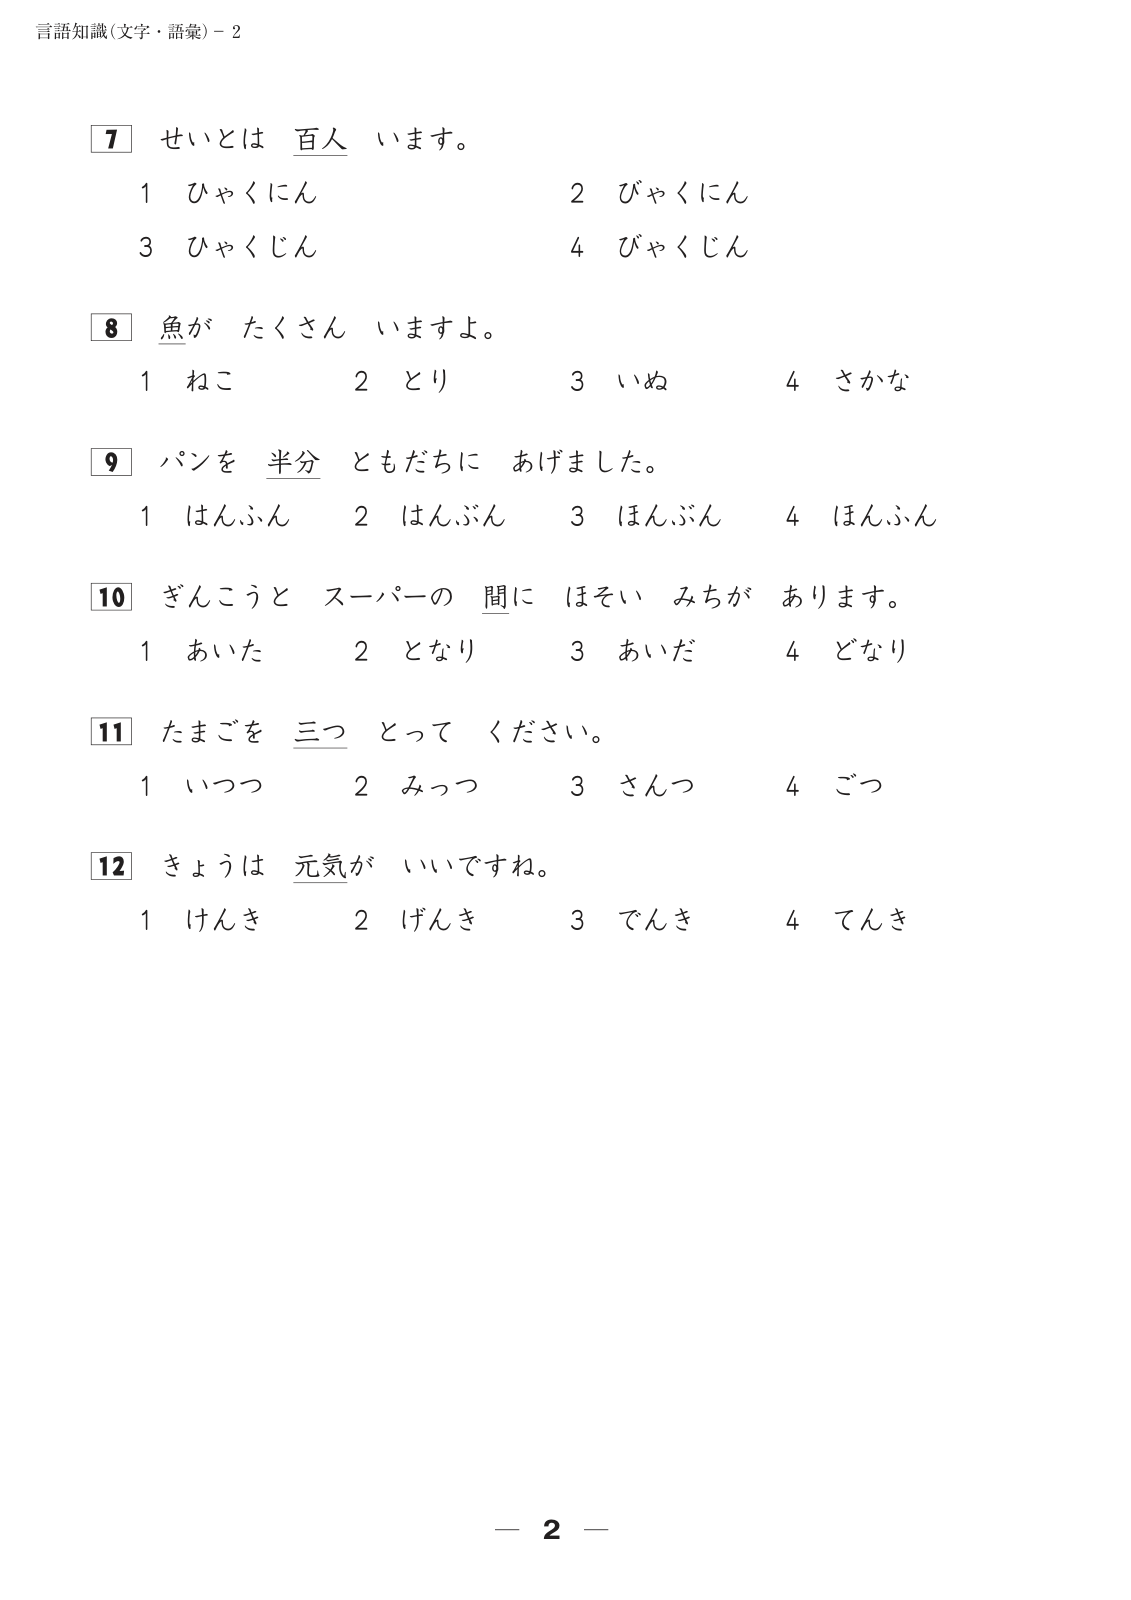 言語知識(文字・語彙)− 2
7 せいとは　百人　います。
1　ひゃくにん　2　びゃくにん
3　ひゃくじん　4　びゃくじん
8 魚が　たくさん　いますよ。
1　ねこ　2　とり　3　いぬ　4　さかな
9 パンを　半分　ともだちに　あげました。
1　はんふん　2　はんぶん　3　ほんぶん　4　ほんふん
10 ぎんこうと　スーパーの　間に　ほそい　みちが　あります。
1　あいた　2　となり　3　あいだ　4　どなり
11 たまごを　三つ　とって　ください。
1　いつつ　2　みっつ　3　さんつ　4　ごつ
12 きょうは　元気が　いいですね。
1　けんき　2　げんき　3　でんき　4　てんき
— 2 —